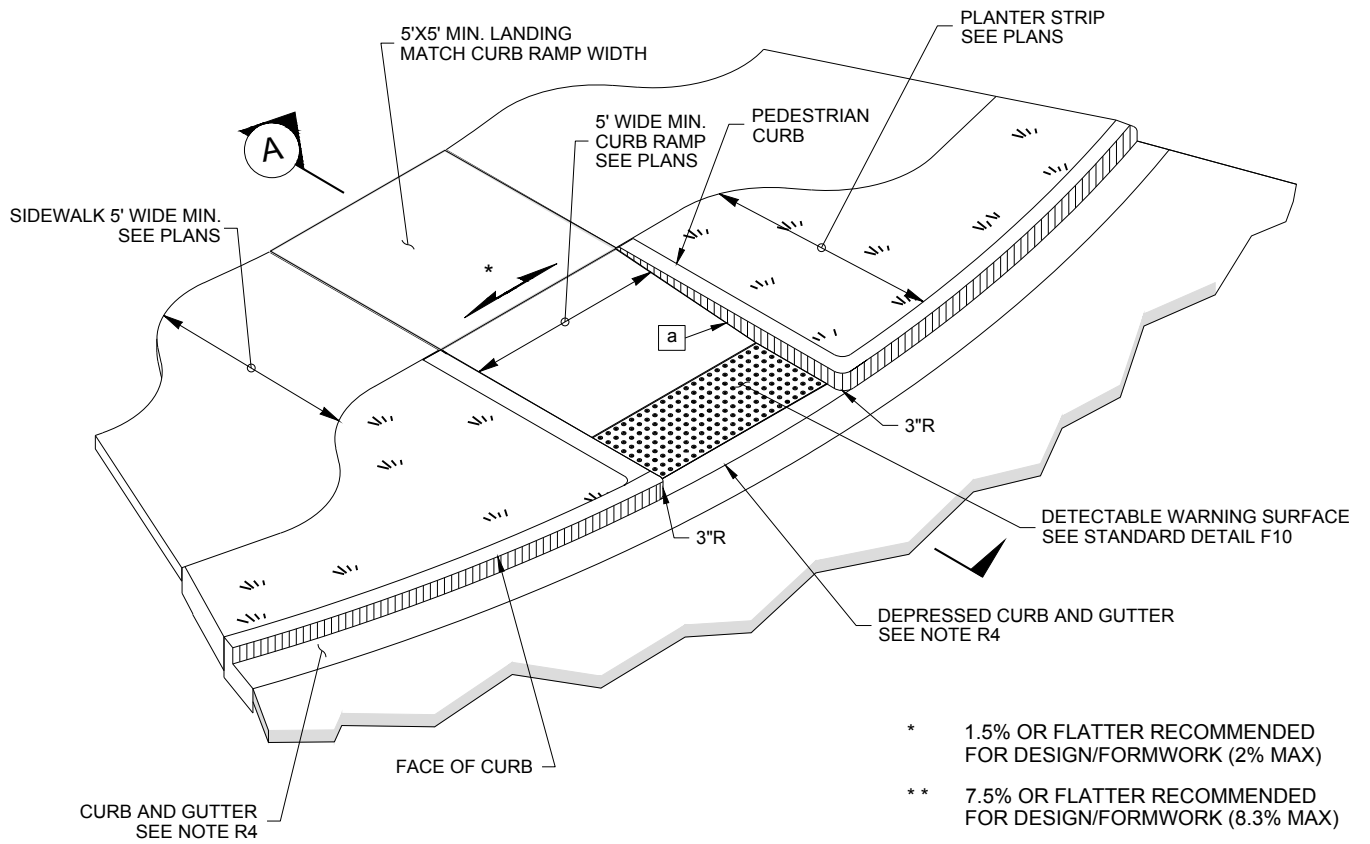 5'X5' MIN. LANDING
MATCH CURB RAMP WIDTH
PLANTER STRIP
SEE PLANS
5' WIDE MIN.
CURB RAMP
SEE PLANS
PEDESTRIAN
CURB
A
SIDEWALK 5' WIDE MIN.
SEE PLANS
*
a
3"R
3"R
DETECTABLE WARNING SURFACE
SEE STANDARD DETAIL F10
DEPRESSED CURB AND GUTTER
SEE NOTE R4
FACE OF CURB
CURB AND GUTTER
SEE NOTE R4
* 1.5% OR FLATTER RECOMMENDED
FOR DESIGN/FORMWORK (2% MAX)
* * 7.5% OR FLATTER RECOMMENDED
FOR DESIGN/FORMWORK (8.3% MAX)